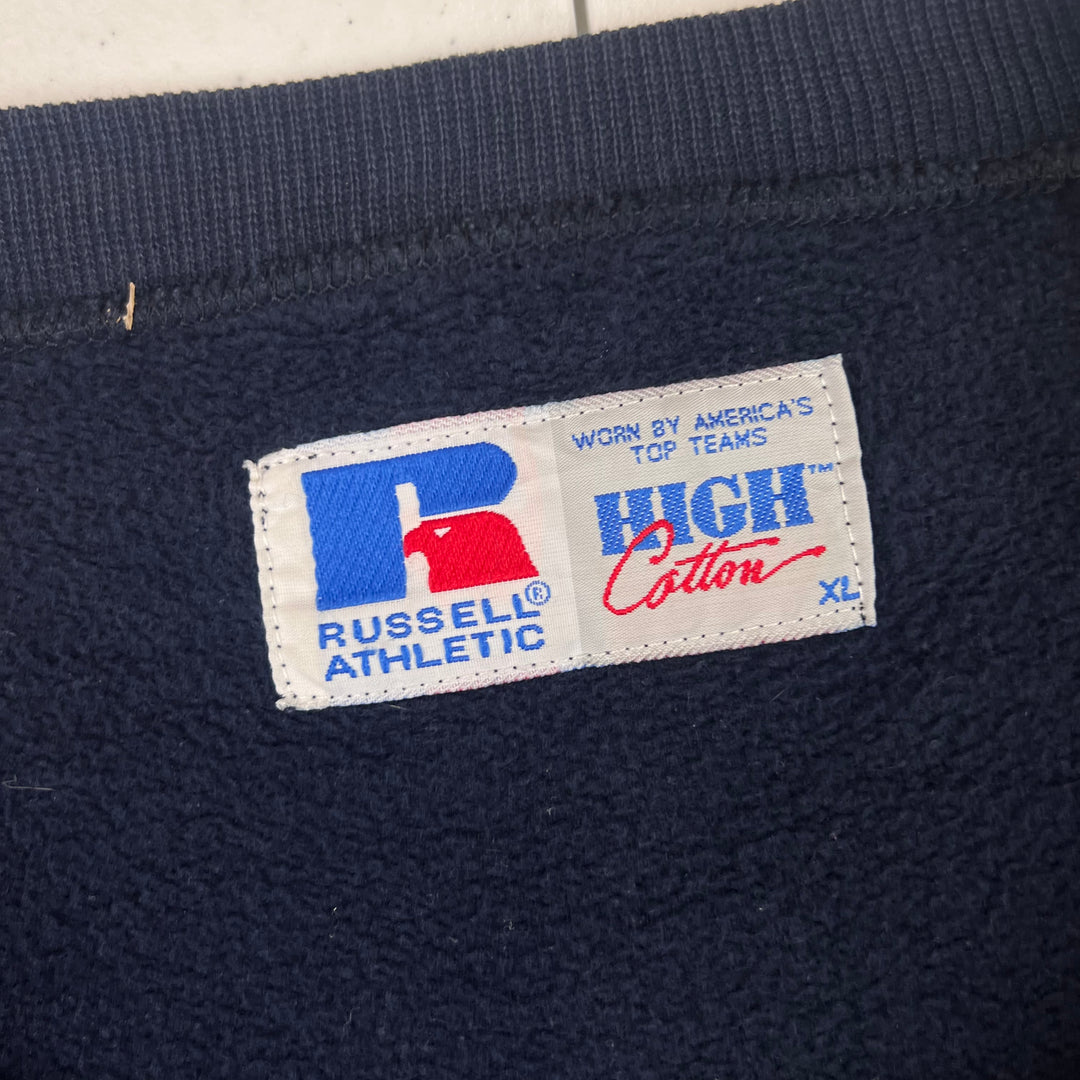 RUSSELL®
ATHLETIC
WORN BY AMERICA'S
TOP TEAMS
HIGH™
Cotton
XL